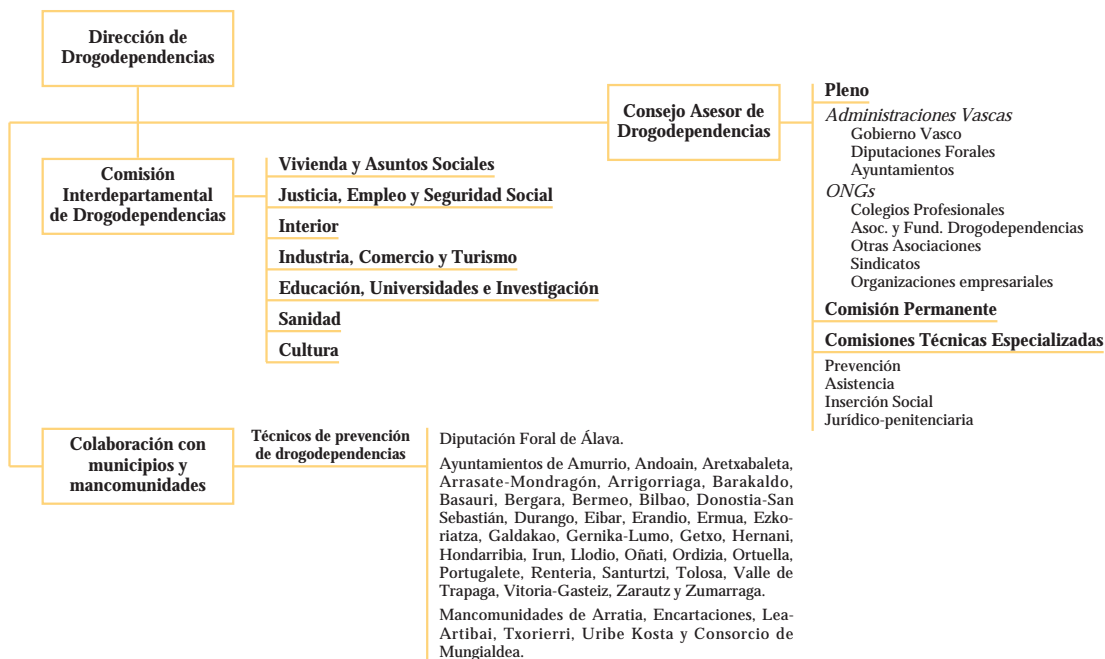 Dirección de
Drogodependencias
Consejo Asesor de
Drogodependencias
Pleno
Administraciones Vascas
Gobierno Vasco
Diputaciones Forales
Ayuntamientos
ONGs
Colegios Profesionales
Asoc. y Fund. Drogodependencias
Otras Asociaciones
Sindicatos
Organizaciones empresariales
Comisión Permanente
Comisiones Técnicas Especializadas
Prevención
Asistencia
Inserción Social
Jurídico-penitenciaria
Comisión
Interdepartamental
de Drogodependencias
Vivienda y Asuntos Sociales
Justicia, Empleo y Seguridad Social
Interior
Industria, Comercio y Turismo
Educación, Universidades e Investigación
Sanidad
Cultura
Colaboración con
municipios y
mancomunidades
Técnicos de prevención
de drogodependencias
Diputación Foral de Álava.
Ayuntamientos de Amurrio, Andoain, Aretxabaleta,
Arrasate-Mondragón, Arrigorriaga, Barakaldo,
Basauri, Bergara, Bermeo, Bilbao, Donostia-San
Sebastián, Durango, Eibar, Erandio, Ermua, Ezko-
riatza, Galdakao, Gernika-Lumo, Getxo, Hernani,
Hondarribia, Irun, Llodio, Oñati, Ordizia, Ortuella,
Portugalete, Renteria, Santurtzi, Tolosa, Valle de
Trapaga, Vitoria-Gasteiz, Zarautz y Zumarraga.
Mancomunidades de Arratia, Encartaciones, Lea-
Artibai, Txorierri, Uribe Kosta y Consorcio de
Mungialdea.